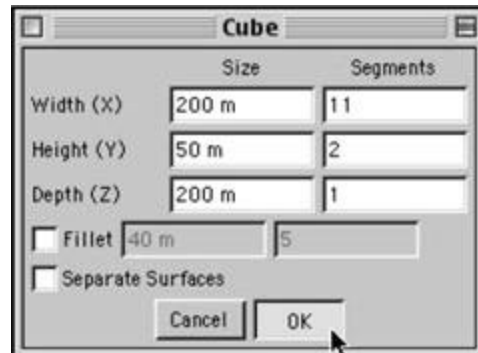 Cube
Size Segments
Width (X) 200 m 11
Height (Y) 50 m 2
Depth (Z) 200 m 1
Fillet 40 m 5
Separate Surfaces
Cancel OK